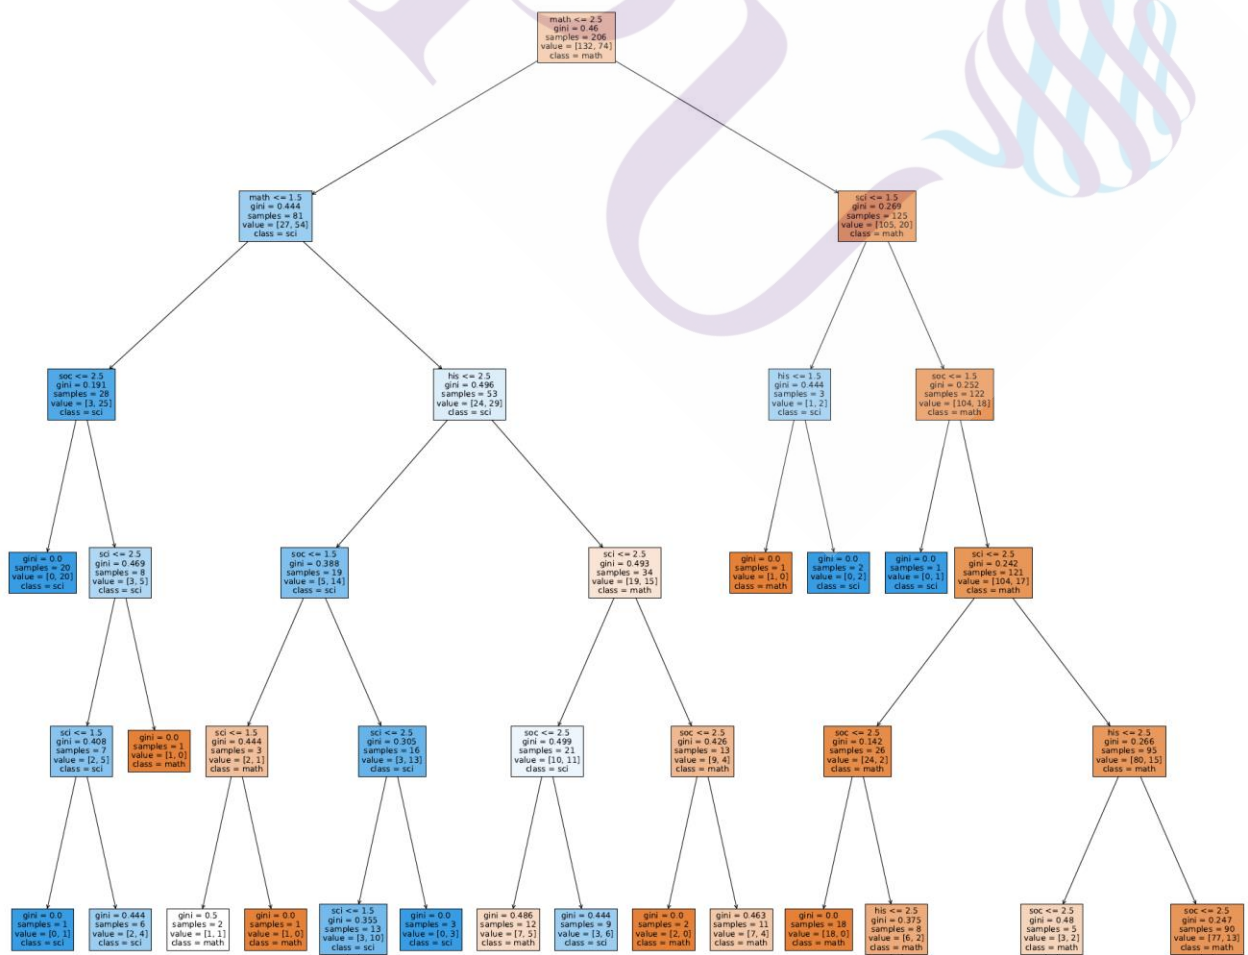 math <= 2.5
gini = 0.46
samples = 206
value = [132, 74]
class = math
math <= 1.5
gini = 0.444
samples = 81
value = [27, 54]
class = sci
sci <= 1.5
gini = 0.269
samples = 125
value = [105, 20]
class = math
soc <= 2.5
gini = 0.191
samples = 28
value = [3, 25]
class = sci
his <= 2.5
gini = 0.496
samples = 53
value = [24, 29]
class = sci
his <= 1.5
gini = 0.444
samples = 3
value = [1, 2]
class = sci
soc <= 1.5
gini = 0.252
samples = 122
value = [104, 18]
class = math
gini = 0.0
samples = 20
value = [0, 20]
class = sci
sci <= 2.5
gini = 0.469
samples = 8
value = [3, 5]
class = sci
soc <= 1.5
gini = 0.388
samples = 19
value = [5, 14]
class = sci
sci <= 2.5
gini = 0.493
samples = 34
value = [19, 15]
class = math
gini = 0.0
samples = 1
value = [1, 0]
class = math
gini = 0.0
samples = 2
value = [0, 2]
class = sci
gini = 0.0
samples = 1
value = [0, 1]
class = sci
sci <= 2.5
gini = 0.242
samples = 121
value = [104, 17]
class = math
sci <= 1.5
gini = 0.408
samples = 7
value = [2, 5]
class = sci
gini = 0.0
samples = 1
value = [1, 0]
class = math
sci <= 1.5
gini = 0.444
samples = 3
value = [2, 1]
class = math
sci <= 2.5
gini = 0.305
samples = 16
value = [3, 13]
class = sci
soc <= 2.5
gini = 0.499
samples = 21
value = [10, 11]
class = sci
soc <= 2.5
gini = 0.426
samples = 13
value = [9, 4]
class = math
soc <= 2.5
gini = 0.142
samples = 26
value = [24, 2]
class = math
his <= 2.5
gini = 0.266
samples = 95
value = [80, 15]
class = math
gini = 0.0
samples = 1
value = [0, 1]
class = sci
gini = 0.444
samples = 6
value = [2, 4]
class = sci
gini = 0.5
samples = 2
value = [1, 1]
class = math
gini = 0.0
samples = 1
value = [1, 0]
class = math
sci <= 1.5
gini = 0.355
samples = 13
value = [3, 10]
class = sci
gini = 0.0
samples = 3
value = [0, 3]
class = sci
gini = 0.486
samples = 12
value = [7, 5]
class = math
gini = 0.444
samples = 9
value = [3, 6]
class = sci
gini = 0.0
samples = 2
value = [2, 0]
class = math
gini = 0.463
samples = 11
value = [7, 4]
class = math
gini = 0.0
samples = 18
value = [18, 0]
class = math
his <= 2.5
gini = 0.375
samples = 8
value = [6, 2]
class = math
soc <= 2.5
gini = 0.48
samples = 5
value = [3, 2]
class = math
soc <= 2.5
gini = 0.247
samples = 90
value = [77, 13]
class = math